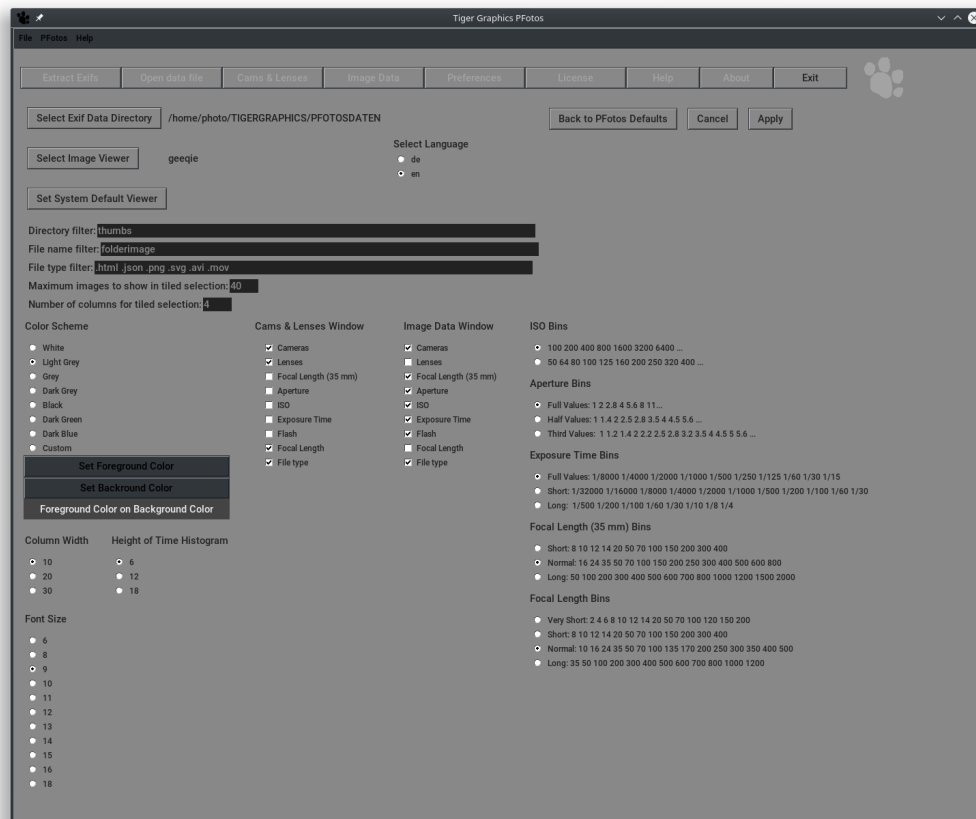 Tiger Graphics PFotos
File PFotos Help
Extract Exifs Open data file Cams & Lenses Image Data Preferences License Help About Exit
Select Exif Data Directory /home/photo/TIGERGRAPHICS/PFOTOSDATEN Back to PFotos Defaults Cancel Apply
Select Language
Select Image Viewer geeqie de
en
Set System Default Viewer
Directory filter: thumbs
File name filter: folderimage
File type filter: .html .json .png .svg .avi .mov
Maximum images to show in tiled selection: 40
Number of columns for tiled selection: 4
Color Scheme
White
Light Grey
Grey
Dark Grey
Black
Dark Green
Dark Blue
Custom
Set Foreground Color
Set Backround Color
Foreground Color on Background Color
Column Width
10
20
30
Height of Time Histogram
6
12
18
Font Size
6
8
9
10
11
12
13
14
15
16
18
Cams & Lenses Window
Cameras
Lenses
Focal Length (35 mm)
Aperture
ISO
Exposure Time
Flash
Focal Length
File type
Image Data Window
Cameras
Lenses
Focal Length (35 mm)
Aperture
ISO
Exposure Time
Flash
Focal Length
File type
ISO Bins
100 200 400 800 1600 3200 6400 ...
50 64 80 100 125 160 200 250 320 400 ...
Aperture Bins
Full Values: 1 2 2.8 4 5.6 8 11...
Half Values: 1 1.4 2 2.5 2.8 3.5 4 4.5 5.6 ...
Third Values: 1 1.2 1.4 2 2.2 2.5 2.8 3.2 3.5 4 4.5 5 5.6 ...
Exposure Time Bins
Full Values: 1/8000 1/4000 1/2000 1/1000 1/500 1/250 1/125 1/60 1/30 1/15
Short: 1/32000 1/16000 1/8000 1/4000 1/2000 1/1000 1/500 1/200 1/100 1/60 1/30
Long: 1/500 1/200 1/100 1/60 1/30 1/10 1/8 1/4
Focal Length (35 mm) Bins
Short: 8 10 12 14 20 50 70 100 150 200 300 400
Normal: 16 24 35 50 70 100 150 200 250 300 400 500 600 800
Long: 50 100 200 300 400 500 600 700 800 1000 1200 1500 2000
Focal Length Bins
Very Short: 2 4 6 8 10 12 14 20 50 70 100 120 150 200
Short: 8 10 12 14 20 50 70 100 150 200 300 400
Normal: 10 16 24 35 50 70 100 135 170 200 250 300 350 400 500
Long: 35 50 100 200 300 400 500 600 700 800 1000 1200